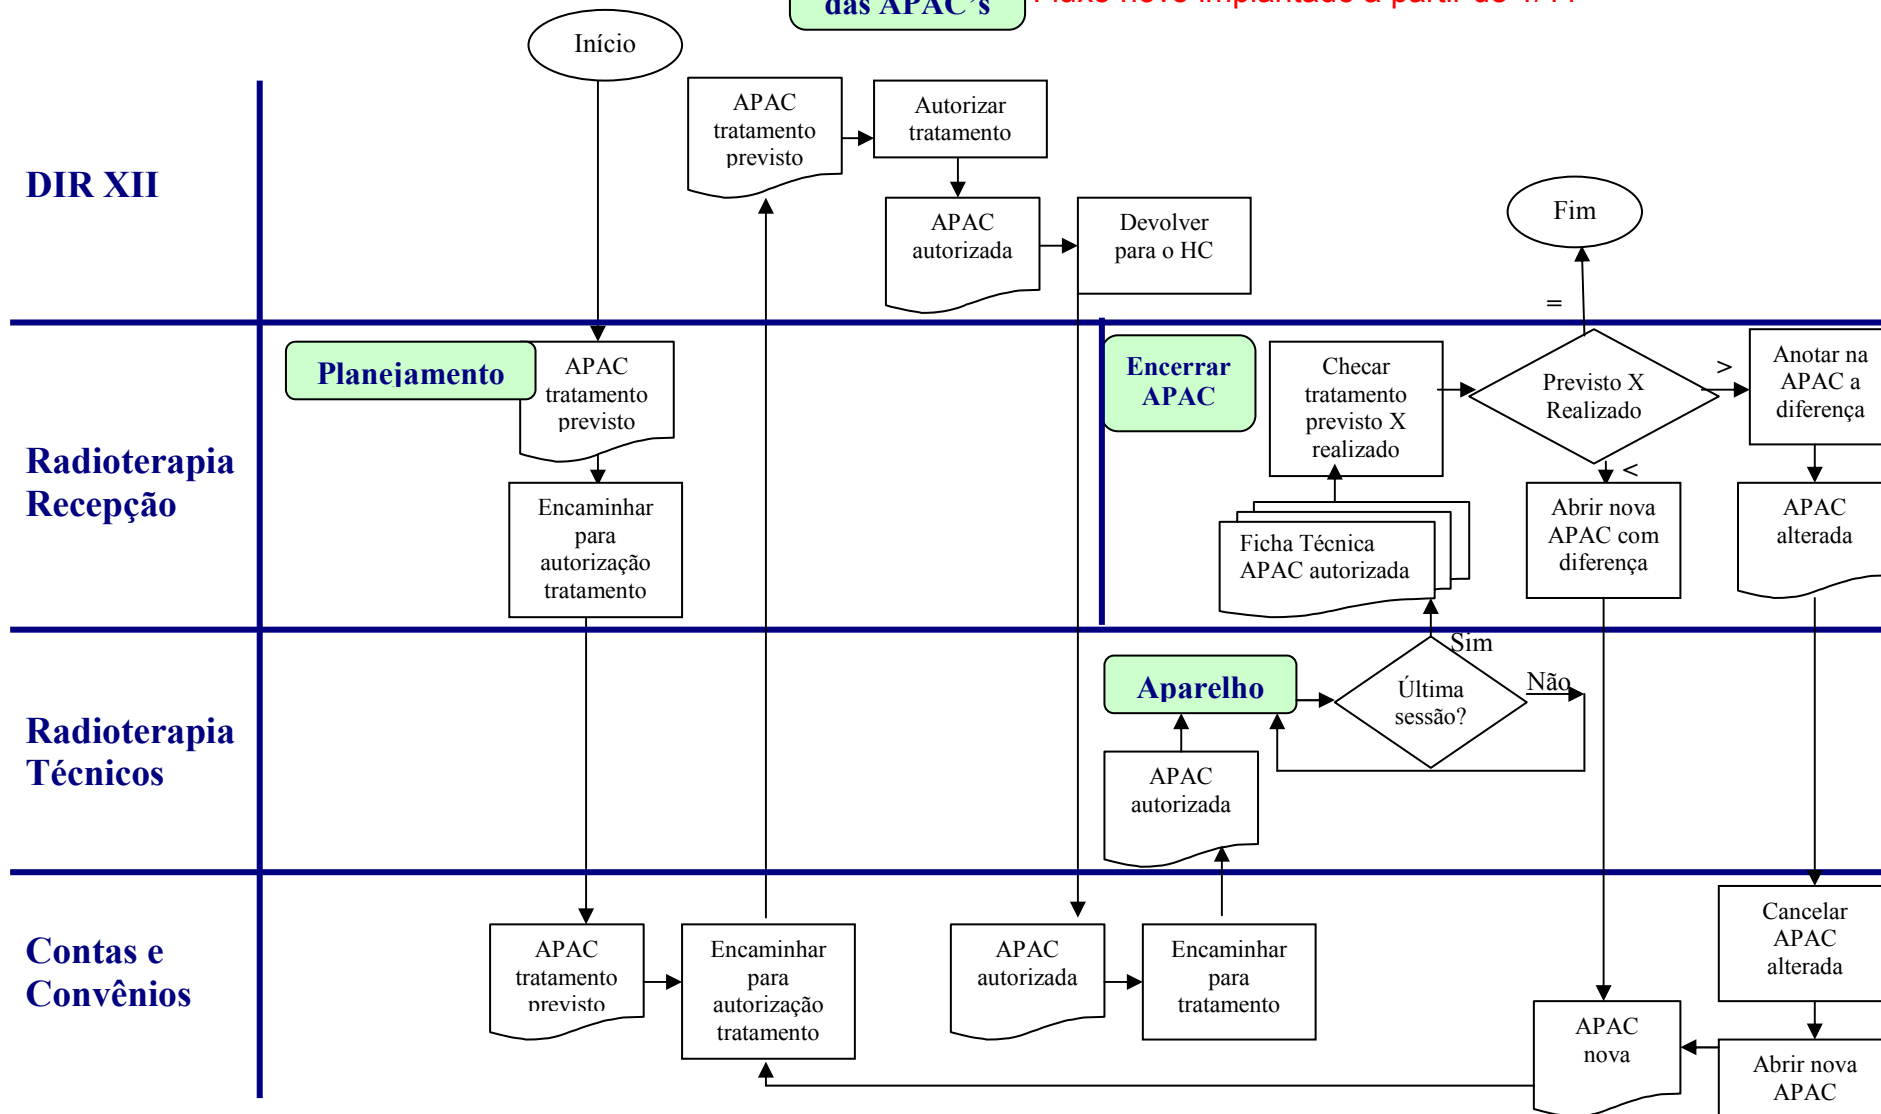 das APAC's
Início
APAC
tratamento
previsto
Autorizar
tratamento
DIR XII
APAC
autorizada
Devolver
para o HC
Fim
=
Planejamento
APAC
tratamento
previsto
Encerrar
APAC
Checar
tratamento
previsto X
realizado
Previsto X
Realizado
>
Anotar na
APAC a
diferença
Radioterapia
Recepção
Encaminhar
para
autorização
tratamento
Ficha Técnica
APAC autorizada
<
Abrir nova
APAC com
diferença
APAC
alterada
Radioterapia
Técnicos
Aparelho
Última
sessão?
Sim
Não
APAC
autorizada
Contas e
Convênios
APAC
tratamento
previsto
Encaminhar
para
autorização
tratamento
APAC
autorizada
Encaminhar
para
tratamento
APAC
nova
Cancelar
APAC
alterada
Abrir nova
APAC